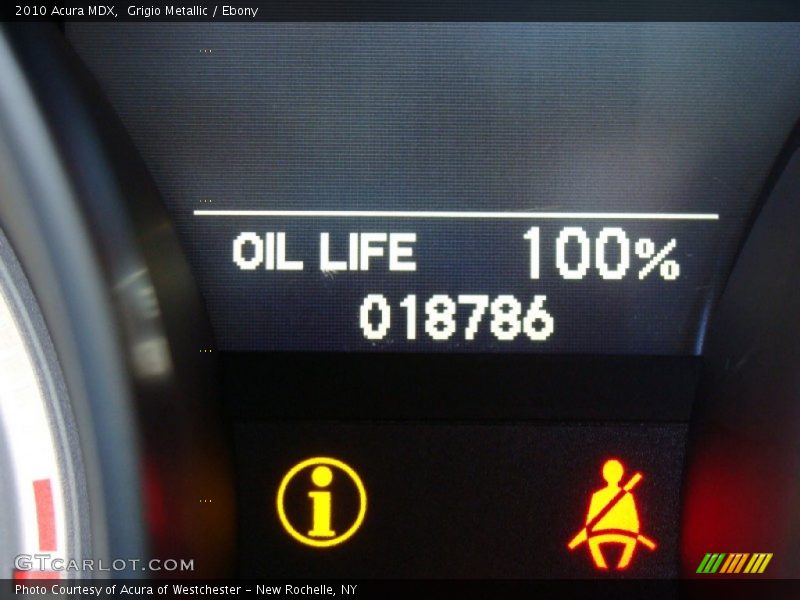 2010 Acura MDX,  Grigio Metallic / Ebony
OIL LIFE 100%
018786
GTCARLOT.COM
Photo Courtesy of Acura of Westchester - New Rochelle, NY